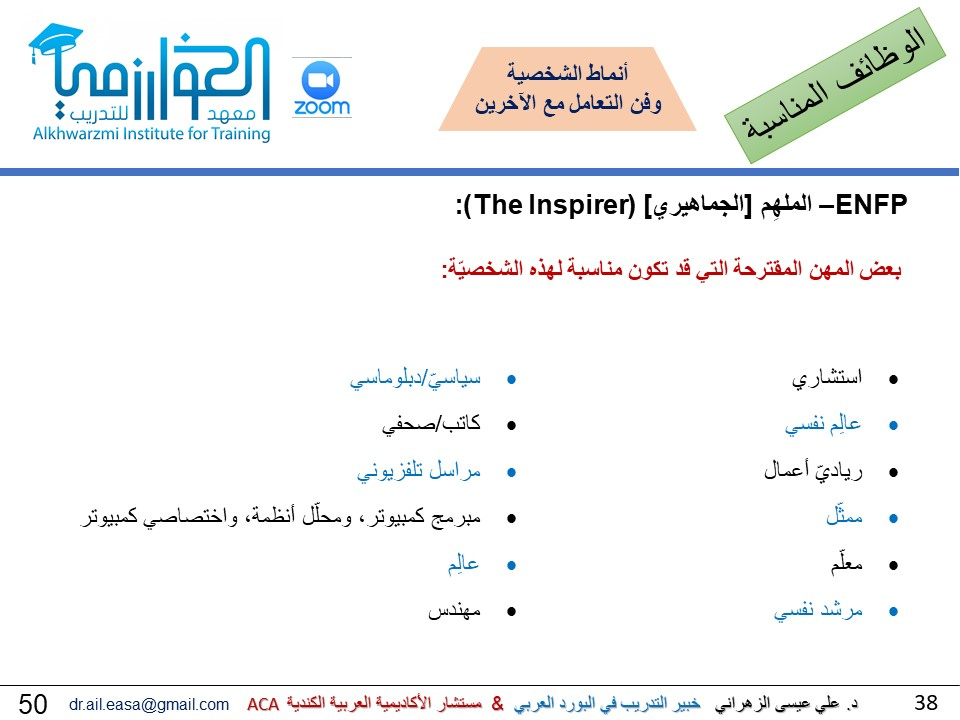 الخوارزمي
معهد للتدريب
Alkhwarzmi Institute for Training
zoom
أنماط الشخصية
وفن التعامل مع الآخرين
الوظائف المناسبة
ENFP– الملهِم [الجماهيري] (The Inspirer):
بعض المهن المقترحة التي قد تكون مناسبة لهذه الشخصيّة:
• استشاري
• عالِم نفسي
• رياديّ أعمال
• ممثّل
• معلّم
• مرشد نفسي
• سياسيّ/دبلوماسي
• كاتب/صحفي
• مراسل تلفزيوني
• مبرمج كمبيوتر، ومحلّل أنظمة، واختصاصي كمبيوتر
• عالِم
• مهندس
38
د. علي عيسى الزهراني خبير التدريب في البورد العربي & مستشار الأكاديمية العربية الكندية ACA
dr.ail.easa@gmail.com
50